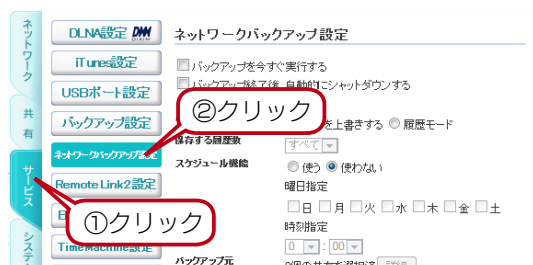 ネットワーク
共有
サービス
システ
DLNA設定
iTunes設定
USBポート設定
バックアップ設定
ネットワークバックアップ設定
Remote Link2設定
TimeMachine設定
ネットワークバックアップ設定
バックアップを今すぐ実行する
バックアップ終了後、自動的にシャットダウンする
②クリック
を上書きする 履歴モード
保存する履歴数
すべて
スケジュール機能
使う 使わない
曜日指定
日 月 火 水 木 金 土
①クリック
時刻指定
0 : 00
バックアップ元